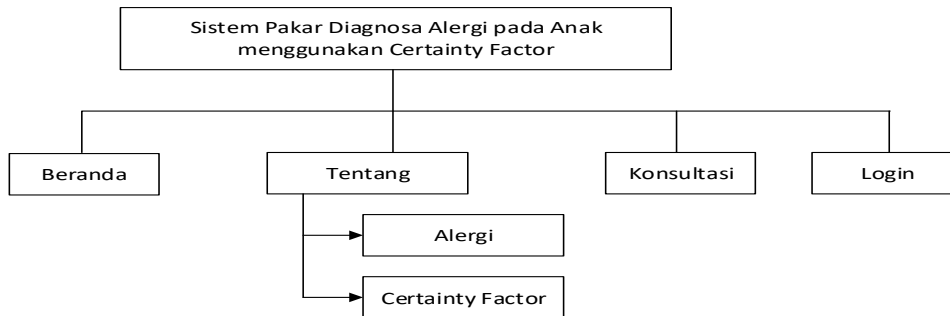 Sistem Pakar Diagnosa Alergi pada Anak
menggunakan Certainty Factor
Beranda
Tentang
Konsultasi
Login
Alergi
Certainty Factor